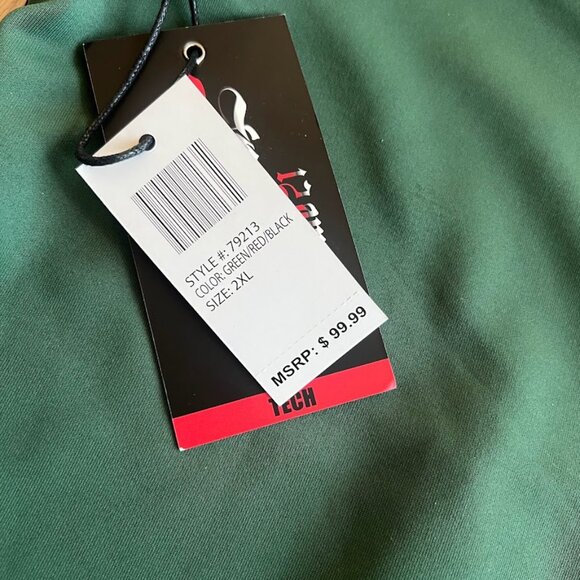 STYLE #: 79213
COLOR: GREEN/RED/BLACK
SIZE: 2XL
MSRP: $ 99.99
TECH